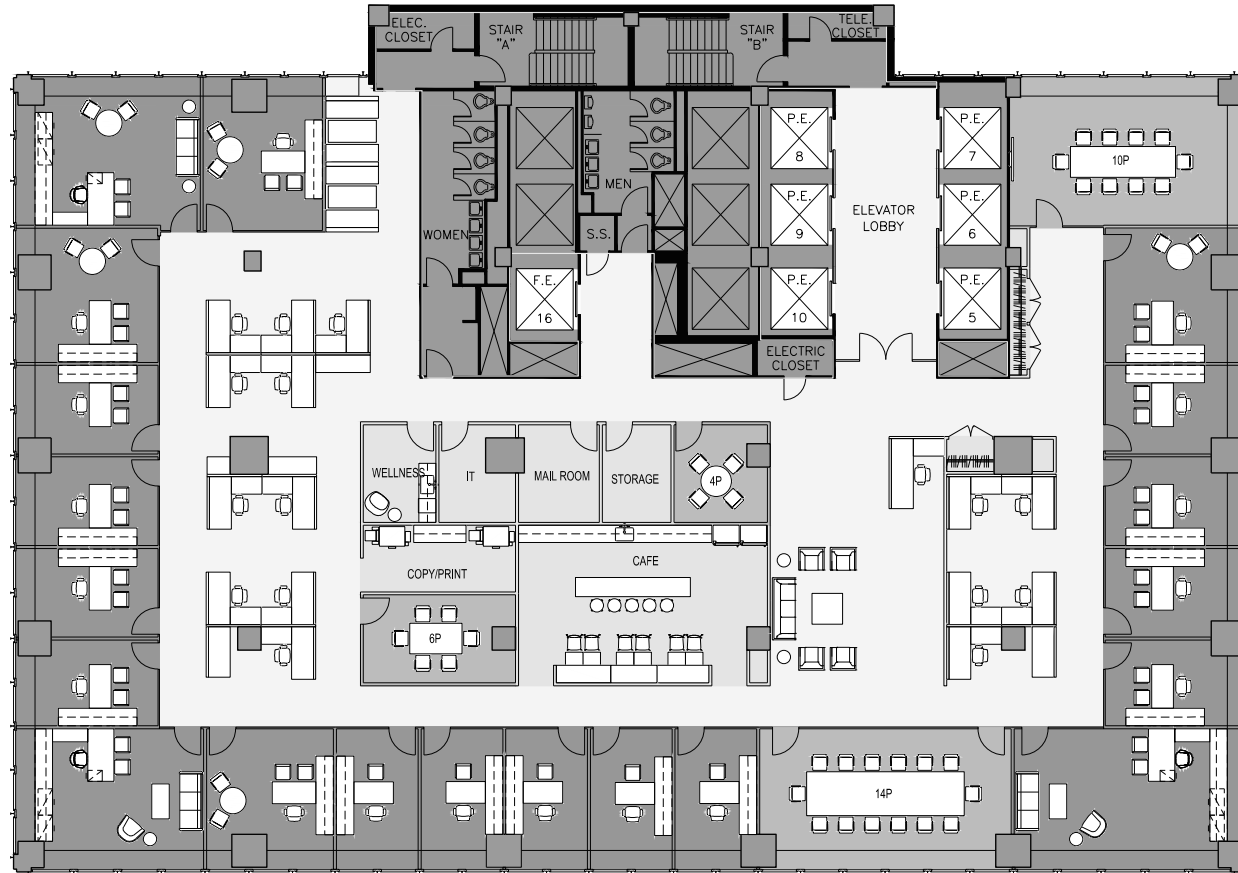 ELEC.
CLOSET
STAIR
"A"
STAIR
"B"
TELE.
CLOSET
P.E.
8
P.E.
7
10P
MEN
P.E.
9
ELEVATOR
LOBBY
P.E.
6
WOMEN
S.S.
F.E.
16
P.E.
10
P.E.
5
ELECTRIC
CLOSET
WELLNESS
IT
MAIL ROOM
STORAGE
4P
COPY/PRINT
CAFE
6P
14P